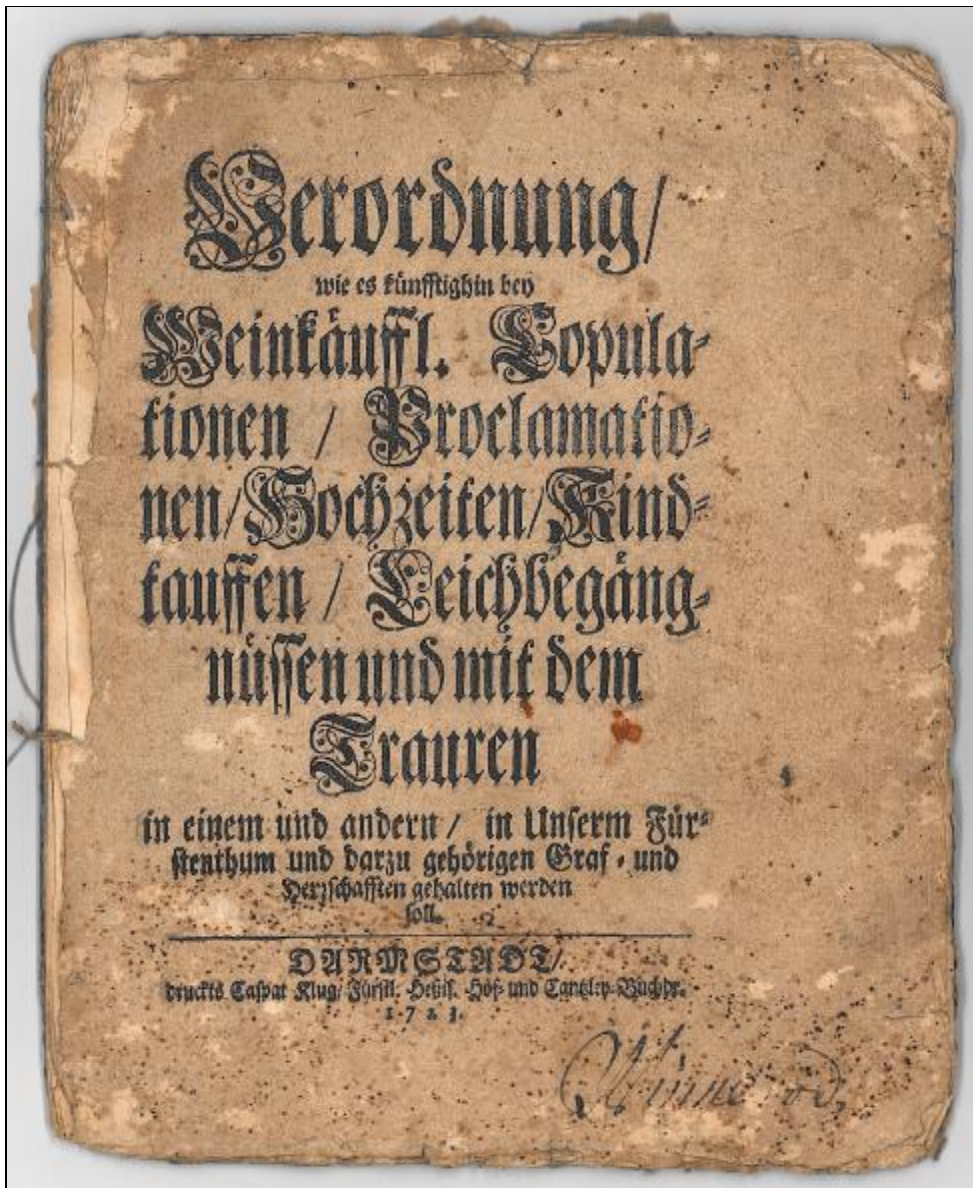 Verordnung/
wie es künfftighin bey
Weinkäuffl. Copula-
tionen / Proclamatio-
nen/Hochzeiten/Kind-
tauffen / Leichbegäng-
nüssen und mit dem
Trauren
in einem und andern / in Unserm Für-
stenthum und darzu gehörigen Graf- und
Herrschafften gehalten werden
soll.
DARMSTADT/
druckts Caspar Klug/ Fürstl. Heßis. Hof- und Cantzley-Buchdr.
1723.